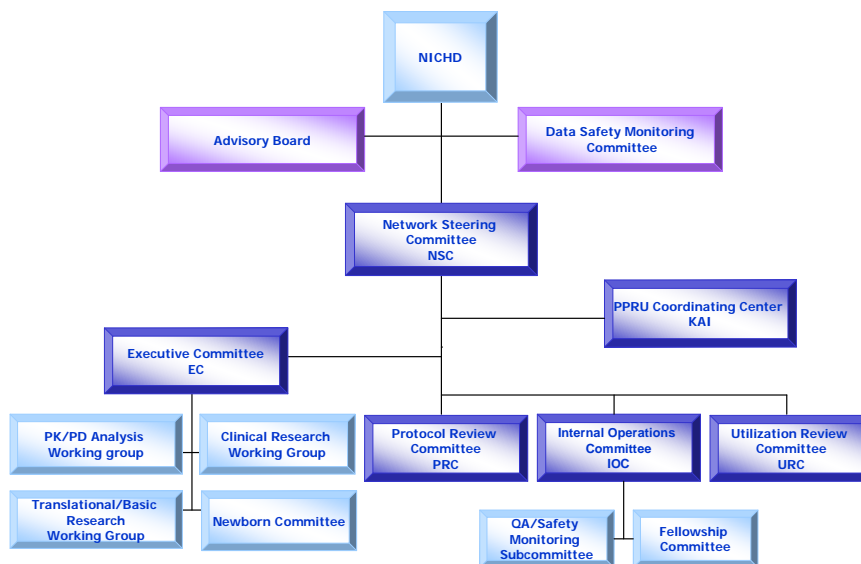 NICHD
Advisory Board
Data Safety Monitoring
Committee
Network Steering
Committee
NSC
PPRU Coordinating Center
KAI
Executive Committee
EC
PK/PD Analysis
Working group
Clinical Research
Working Group
Protocol Review
Committee
PRC
Internal Operations
Committee
IOC
Utilization Review
Committee
URC
Translational/Basic
Research
Working Group
Newborn Committee
QA/Safety
Monitoring
Subcommittee
Fellowship
Committee